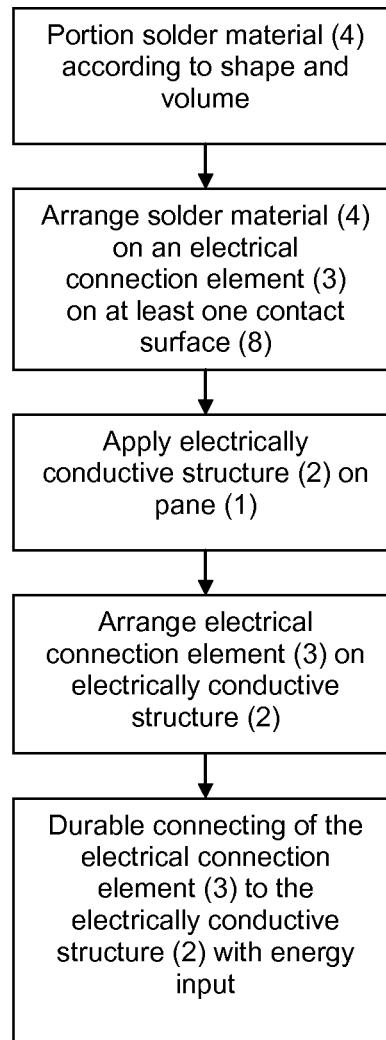 Portion solder material (4)
according to shape and
volume
Arrange solder material (4)
on an electrical
connection element (3)
on at least one contact
surface (8)
Apply electrically
conductive structure (2) on
pane (1)
Arrange electrical
connection element (3) on
electrically conductive
structure (2)
Durable connecting of the
electrical connection
element (3) to the
electrically conductive
structure (2) with energy
input